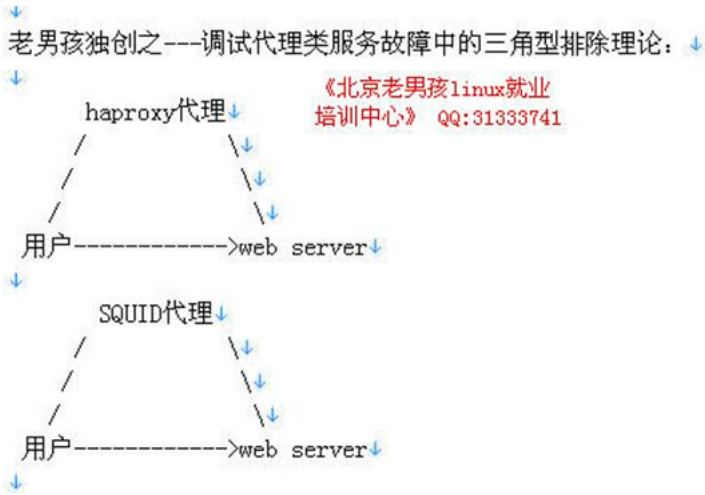 老男孩独创之---调试代理类服务故障中的三角型排除理论：
《北京老男孩linux就业
培训中心》 QQ:31333741
haproxy代理
/ \
/ \
/ \
用户------------>web server
SQUID代理
/ \
/ \
/ \
用户------------>web server